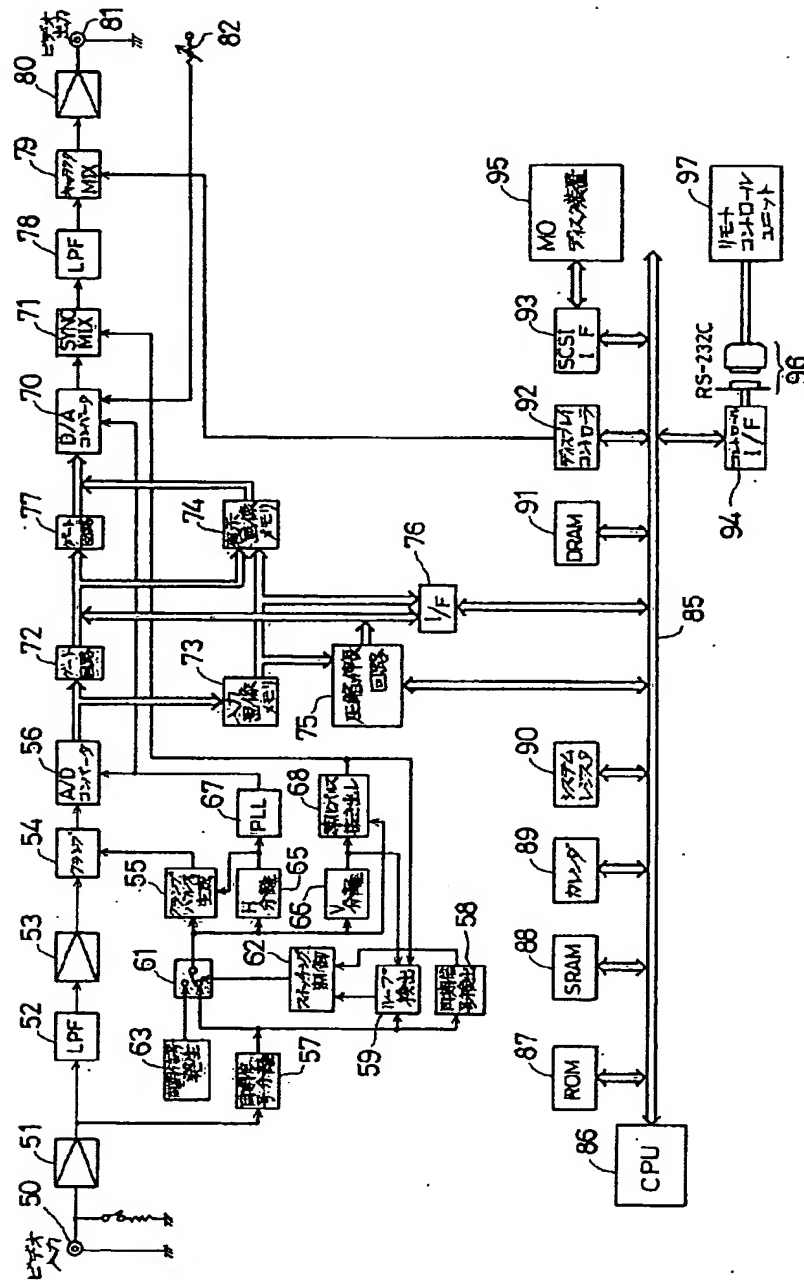 ビデオ
入力
50
51
LPF
52
53
クランプ
54
A/D
コンバータ
56
ゲート
回路
72
ゲート
回路
77
D/A
コンバータ
70
SYNC
MIX
71
LPF
78
キャラクタ
MIX
79
80
ビデオ
出力
81
82
クランプ
パルス
生成
55
PLL
67
入力
画像
メモリ
73
表示
画像
メモリ
74
同期信号
発生
63
61
H
分離
65
V
分離
66
抜き出し
68
同期信
号分離
57
スイッチング
制御
62
ループ
検出
59
同期信
号検出
58
回路
75
I/F
76
CPU
86
ROM
87
SRAM
88
カレンダ
89
システム
レジスタ
90
85
DRAM
91
ディスプレイ
コントローラ
92
SCSI
I F
93
MO
ディスク装置
95
コントロール
I/F
94
RS-232C
96
リモート
コントロール
ユニット
97